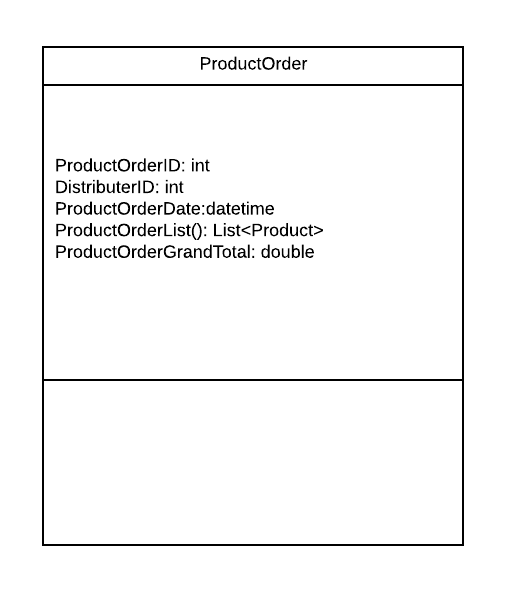 ProductOrder
ProductOrderID: int
DistributerID: int
ProductOrderDate:datetime
ProductOrderList(): List<Product>
ProductOrderGrandTotal: double